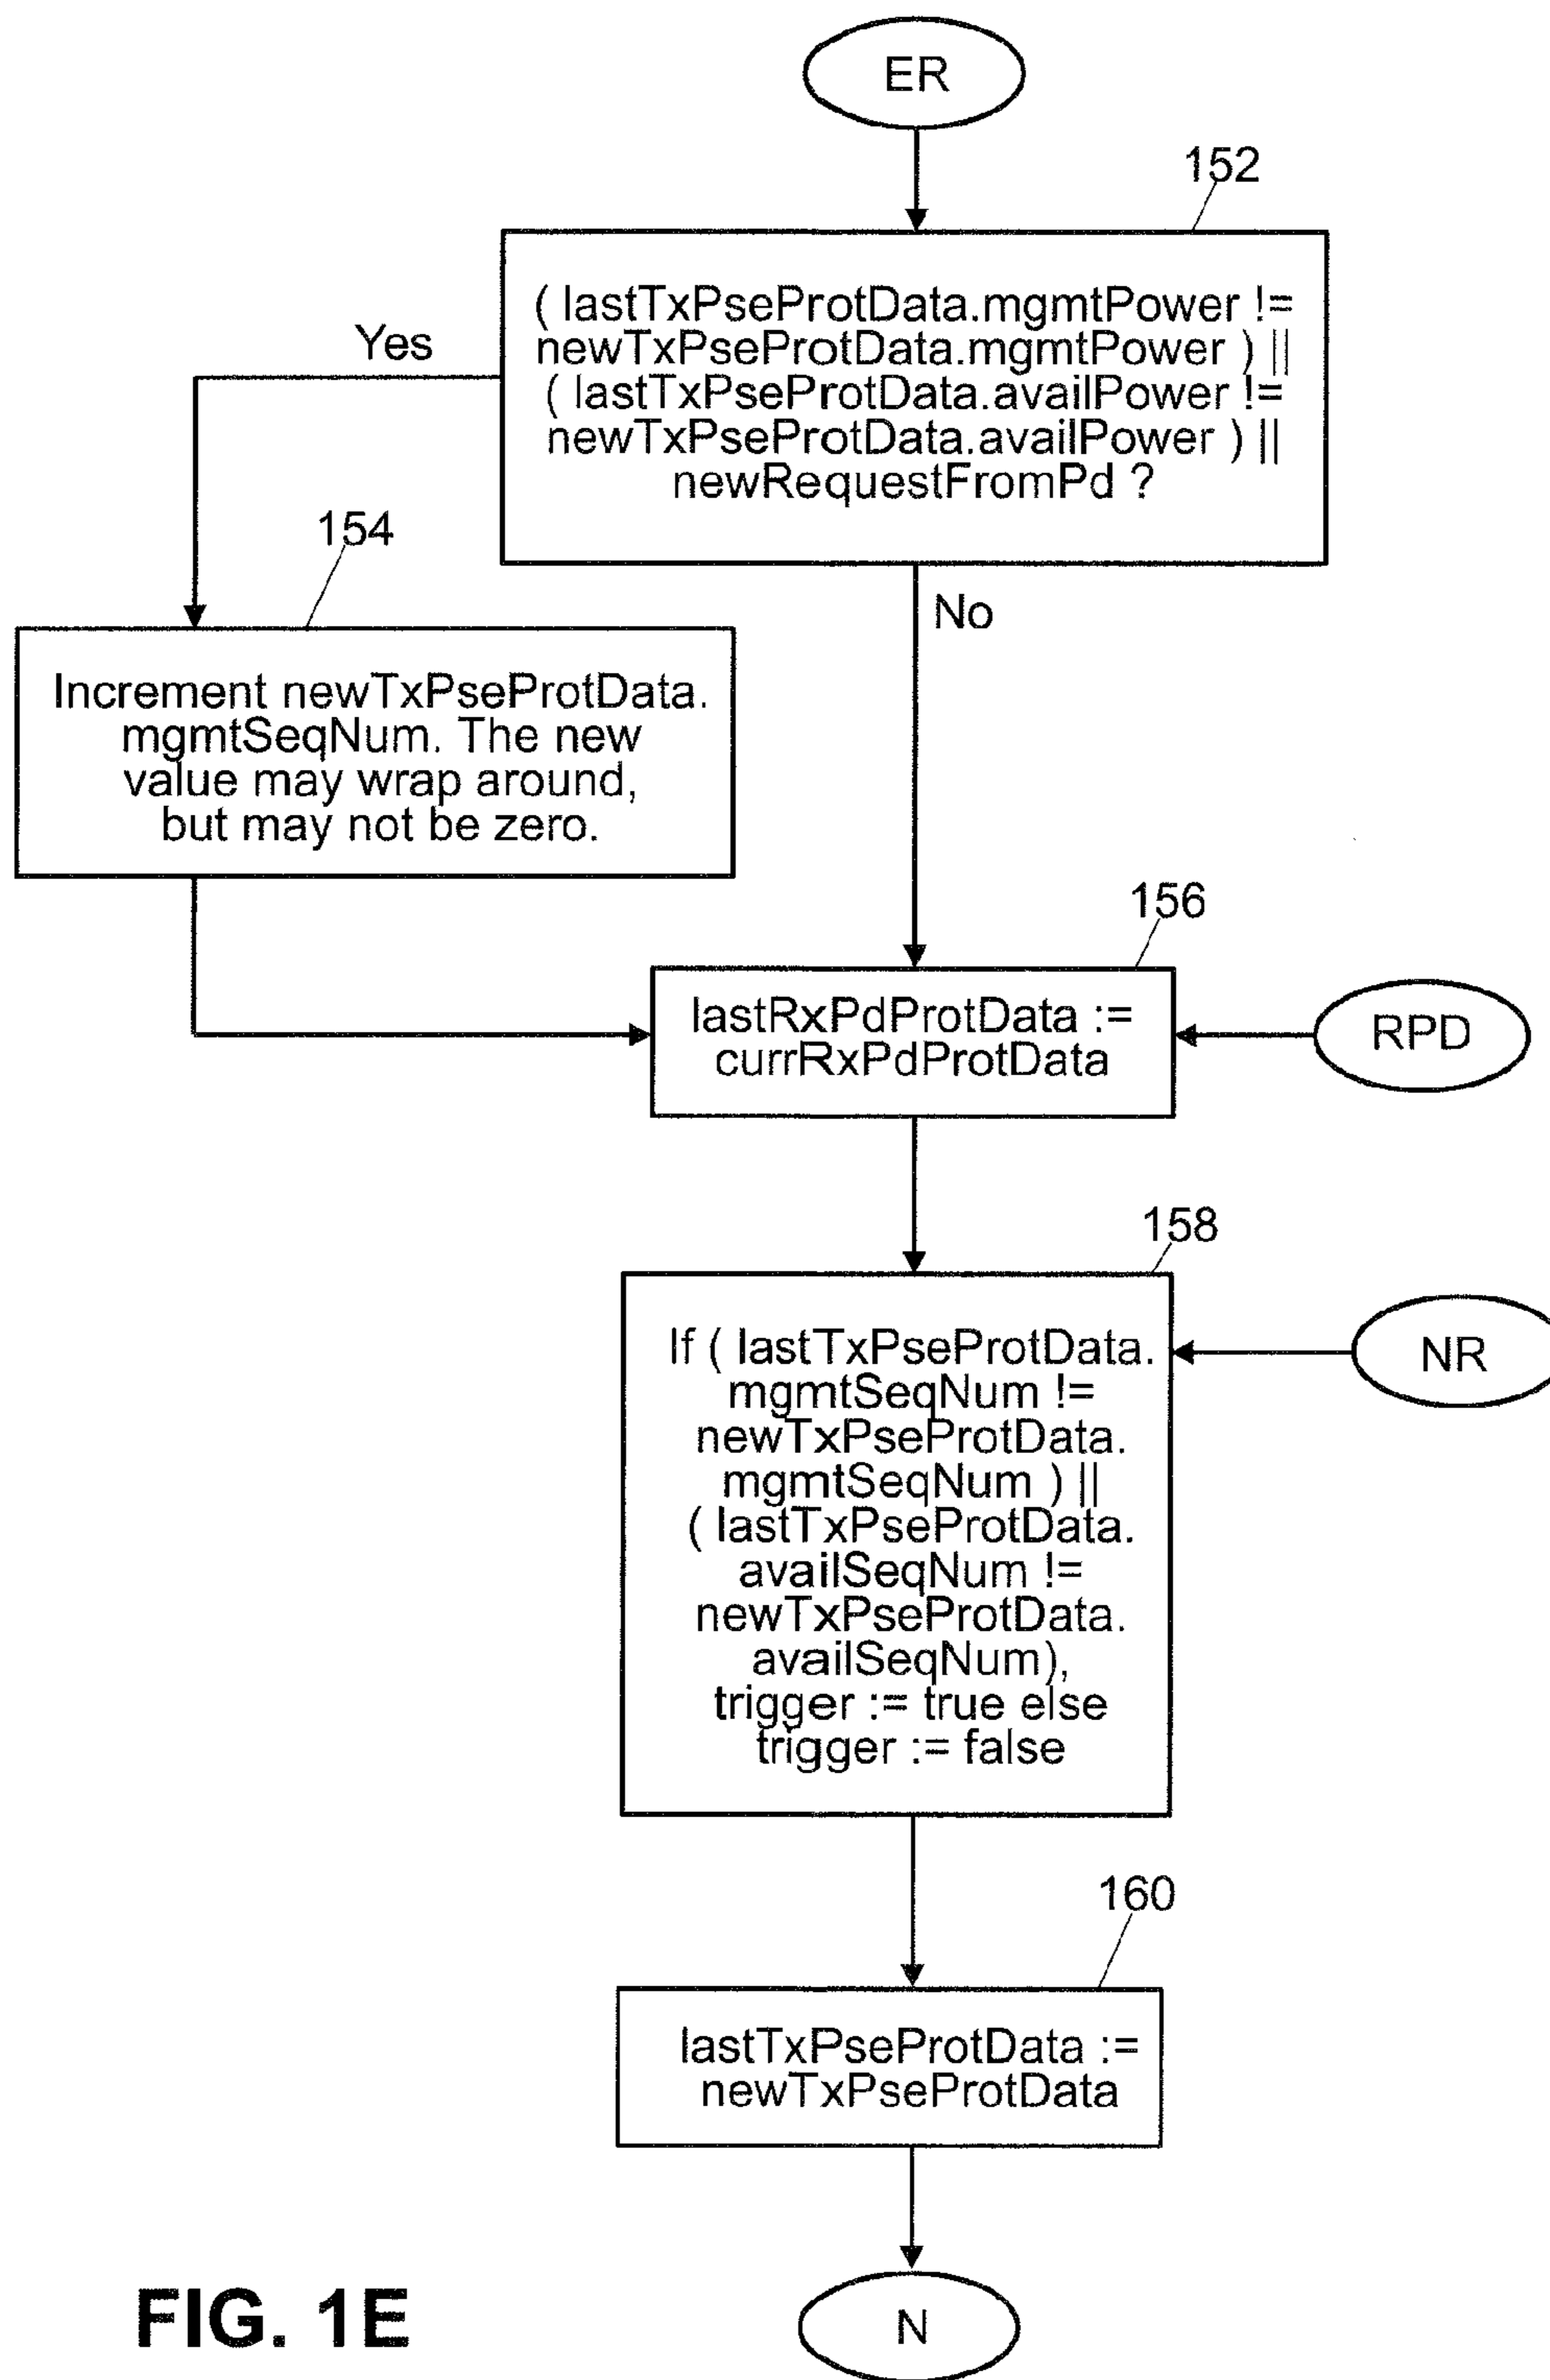 ER
152
( lastTxPseProtData.mgmtPower !=
newTxPseProtData.mgmtPower ) ||
( lastTxPseProtData.availPower !=
newTxPseProtData.availPower ) ||
newRequestFromPd ?
Yes
154
No
Increment newTxPseProtData.
mgmtSeqNum. The new
value may wrap around,
but may not be zero.
156
lastRxPdProtData :=
currRxPdProtData
RPD
158
If ( lastTxPseProtData.
mgmtSeqNum !=
newTxPseProtData.
mgmtSeqNum ) ||
( lastTxPseProtData.
availSeqNum !=
newTxPseProtData.
availSeqNum),
trigger := true else
trigger := false
NR
160
lastTxPseProtData :=
newTxPseProtData
N
FIG. 1E